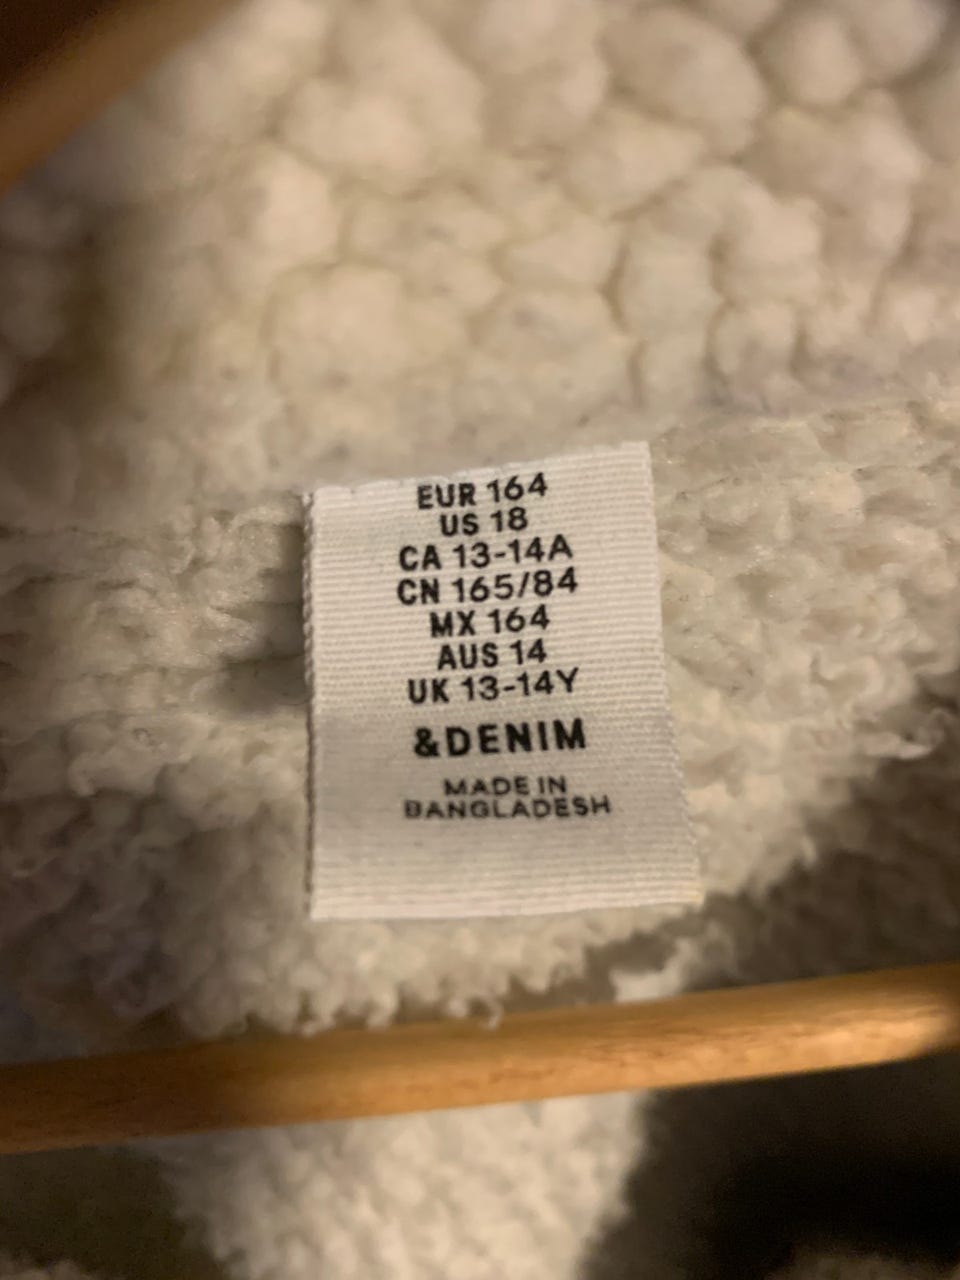 EUR 164
US 18
CA 13-14A
CN 165/84
MX 164
AUS 14
UK 13-14Y
&DENIM
MADE IN
BANGLADESH